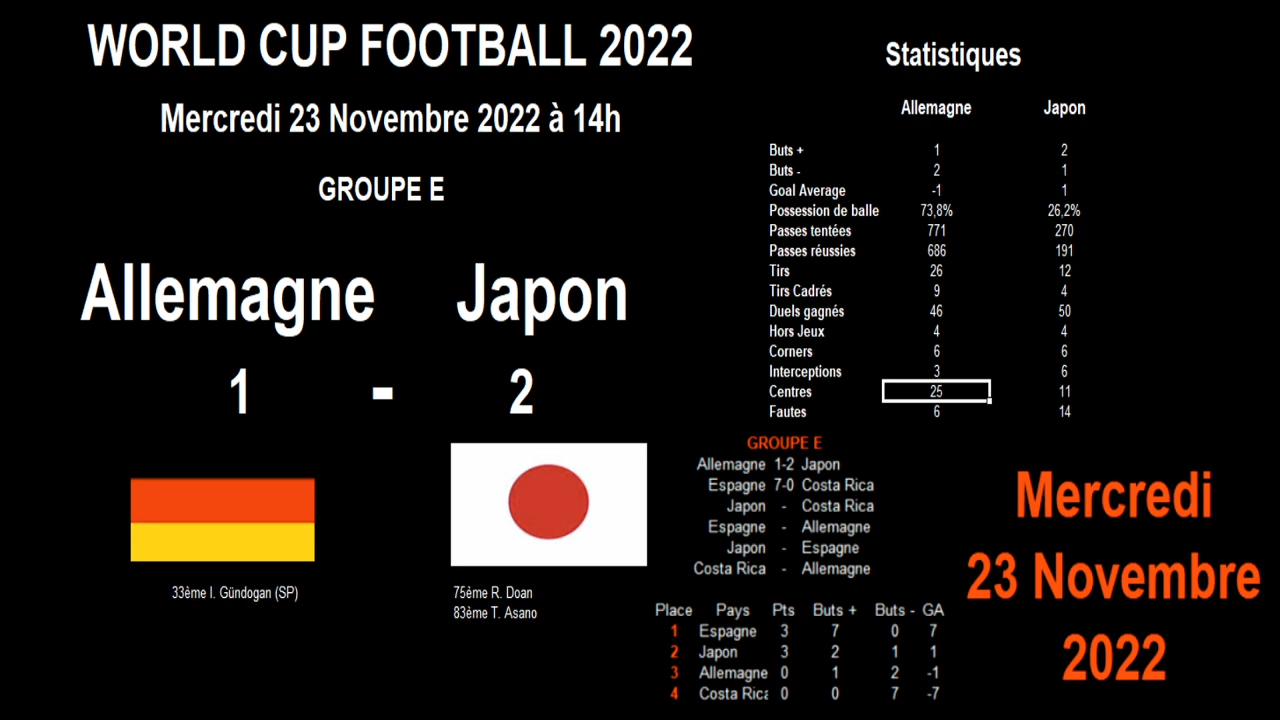 WORLD CUP FOOTBALL 2022
Mercredi 23 Novembre 2022 à 14h
GROUPE E
Allemagne Japon
1 - 2
33ème I. Gündogan (SP)
75ème R. Doan
83ème T. Asano
Statistiques
Allemagne Japon
Buts + 1 2
Buts - 2 1
Goal Average -1 1
Possession de balle 73,8% 26,2%
Passes tentées 771 270
Passes réussies 686 191
Tirs 26 12
Tirs Cadrés 9 4
Duels gagnés 46 50
Hors Jeux 4 4
Corners 6 6
Interceptions 3 6
Centres 25 11
Fautes 6 14
GROUPE E
Allemagne 1-2 Japon
Espagne 7-0 Costa Rica
Japon - Costa Rica
Espagne - Allemagne
Japon - Espagne
Costa Rica - Allemagne
Place Pays Pts Buts + Buts - GA
1 Espagne 3 7 0 7
2 Japon 3 2 1 1
3 Allemagne 0 1 2 -1
4 Costa Rica 0 0 7 -7
Mercredi
23 Novembre
2022